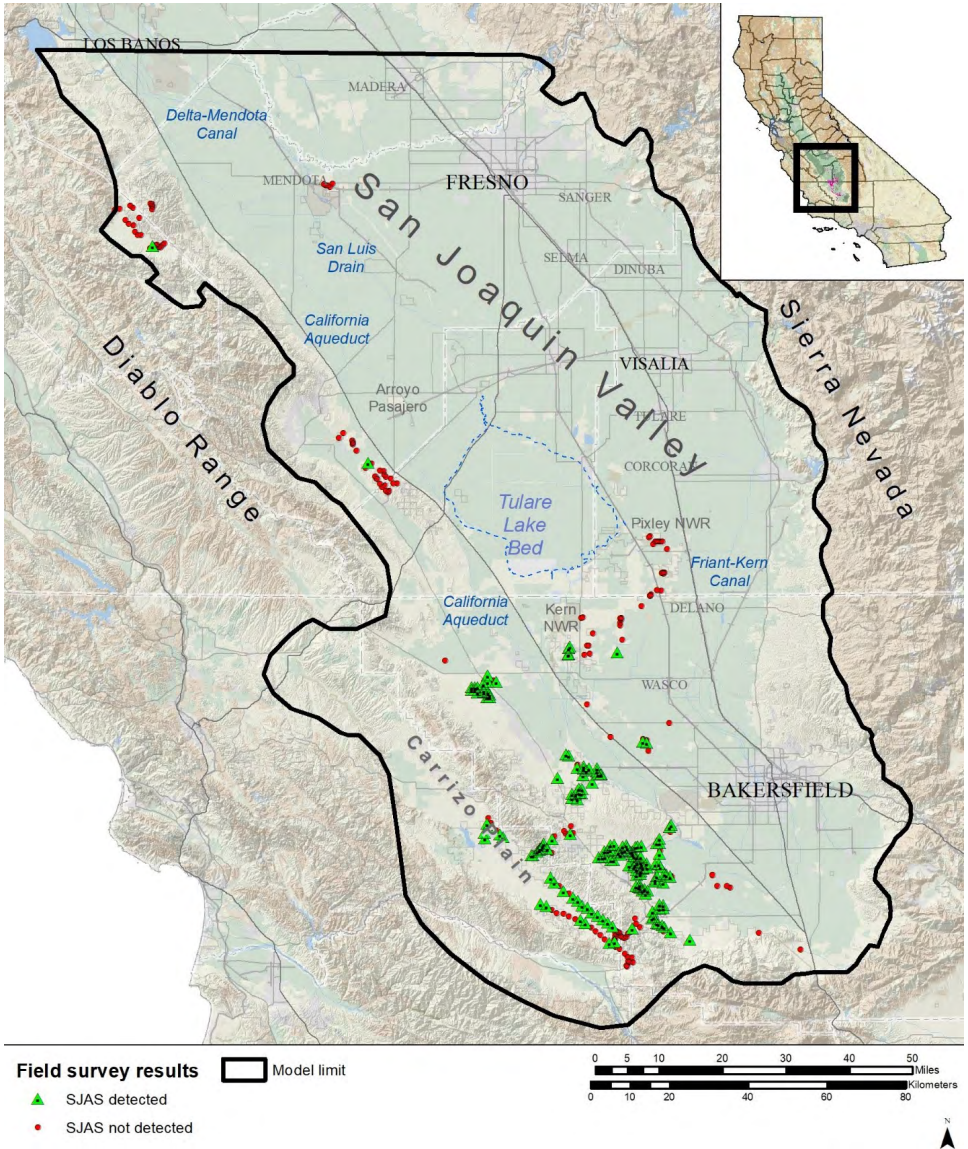 LOS BANOS
MADERA
Delta-Mendota
Canal
MENDOTA
FRESNO
SANGER
San Joaquin Valley
San Luis
Drain
SELMA
DINUBA
California
Aqueduct
Sierra Nevada
Diablo Range
VISALIA
Arroyo
Pasajero
TULARE
CORCORAN
Tulare
Lake
Bed
Pixley NWR
Friant-Kern
Canal
California
Aqueduct
Kern
NWR
DELANO
WASCO
Carrizo Plain
BAKERSFIELD
Field survey results
Model limit
SJAS detected
SJAS not detected
0 5 10 20 30 40 50
Miles
Kilometers
0 10 20 40 60 80
N